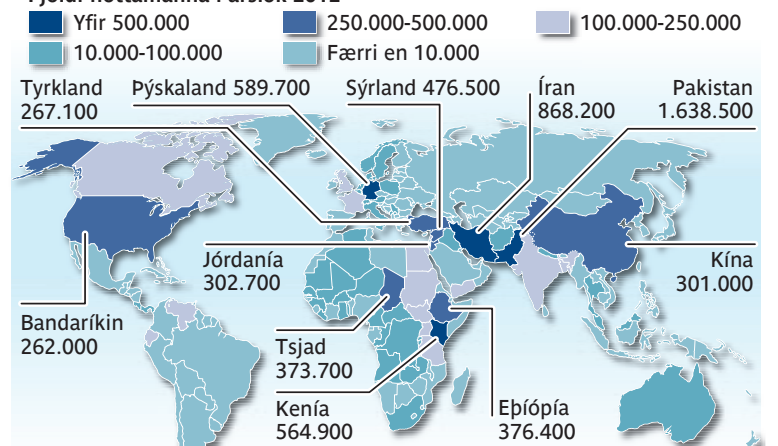 Yfir 500.000
250.000-500.000
100.000-250.000
10.000-100.000
Færri en 10.000
Tyrkland
267.100
Þýskaland 589.700
Sýrland 476.500
Íran
868.200
Pakistan
1.638.500
Jórdanía
302.700
Kína
301.000
Bandaríkin
262.000
Tsjad
373.700
Kenía
564.900
Eþíópía
376.400